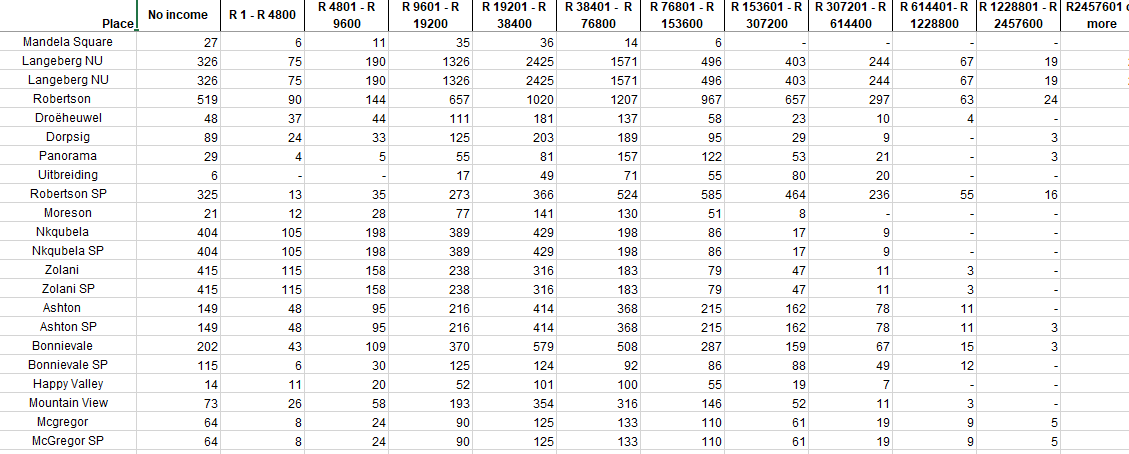 Place No income R 1 - R 4800 R 4801 - R 9600 R 9601 - R 19200 R 19201 - R 38400 R 38401 - R 76800 R 76801 - R 153600 R 153601 - R 307200 R 307201 - R 614400 R 614401- R 1228800 R 1228801 - R 2457600 R2457601 more
Mandela Square 27 6 11 35 36 14 6 - - - -
Langeberg NU 326 75 190 1326 2425 1571 496 403 244 67 19
Langeberg NU 326 75 190 1326 2425 1571 496 403 244 67 19
Robertson 519 90 144 657 1020 1207 967 657 297 63 24
Droëheuwel 48 37 44 111 181 137 58 23 10 4 -
Dorpsig 89 24 33 125 203 189 95 29 9 - 3
Panorama 29 4 5 55 81 157 122 53 21 - 3
Uitbreiding 6 - - 17 49 71 55 80 20 - -
Robertson SP 325 13 35 273 366 524 585 464 236 55 16
Moreson 21 12 28 77 141 130 51 8 - - -
Nkqubela 404 105 198 389 429 198 86 17 9 - -
Nkqubela SP 404 105 198 389 429 198 86 17 9 - -
Zolani 415 115 158 238 316 183 79 47 11 3 -
Zolani SP 415 115 158 238 316 183 79 47 11 3 -
Ashton 149 48 95 216 414 368 215 162 78 11
Ashton SP 149 48 95 216 414 368 215 162 78 11 3
Bonnievale 202 43 109 370 579 508 287 159 67 15 3
Bonnievale SP 115 6 30 125 124 92 86 88 49 12 -
Happy Valley 14 11 20 52 101 100 55 19 7 - -
Mountain View 73 26 58 193 354 316 146 52 11 3 -
Mcgregor 64 8 24 90 125 133 110 61 19 9 5
McGregor SP 64 8 24 90 125 133 110 61 19 9 5